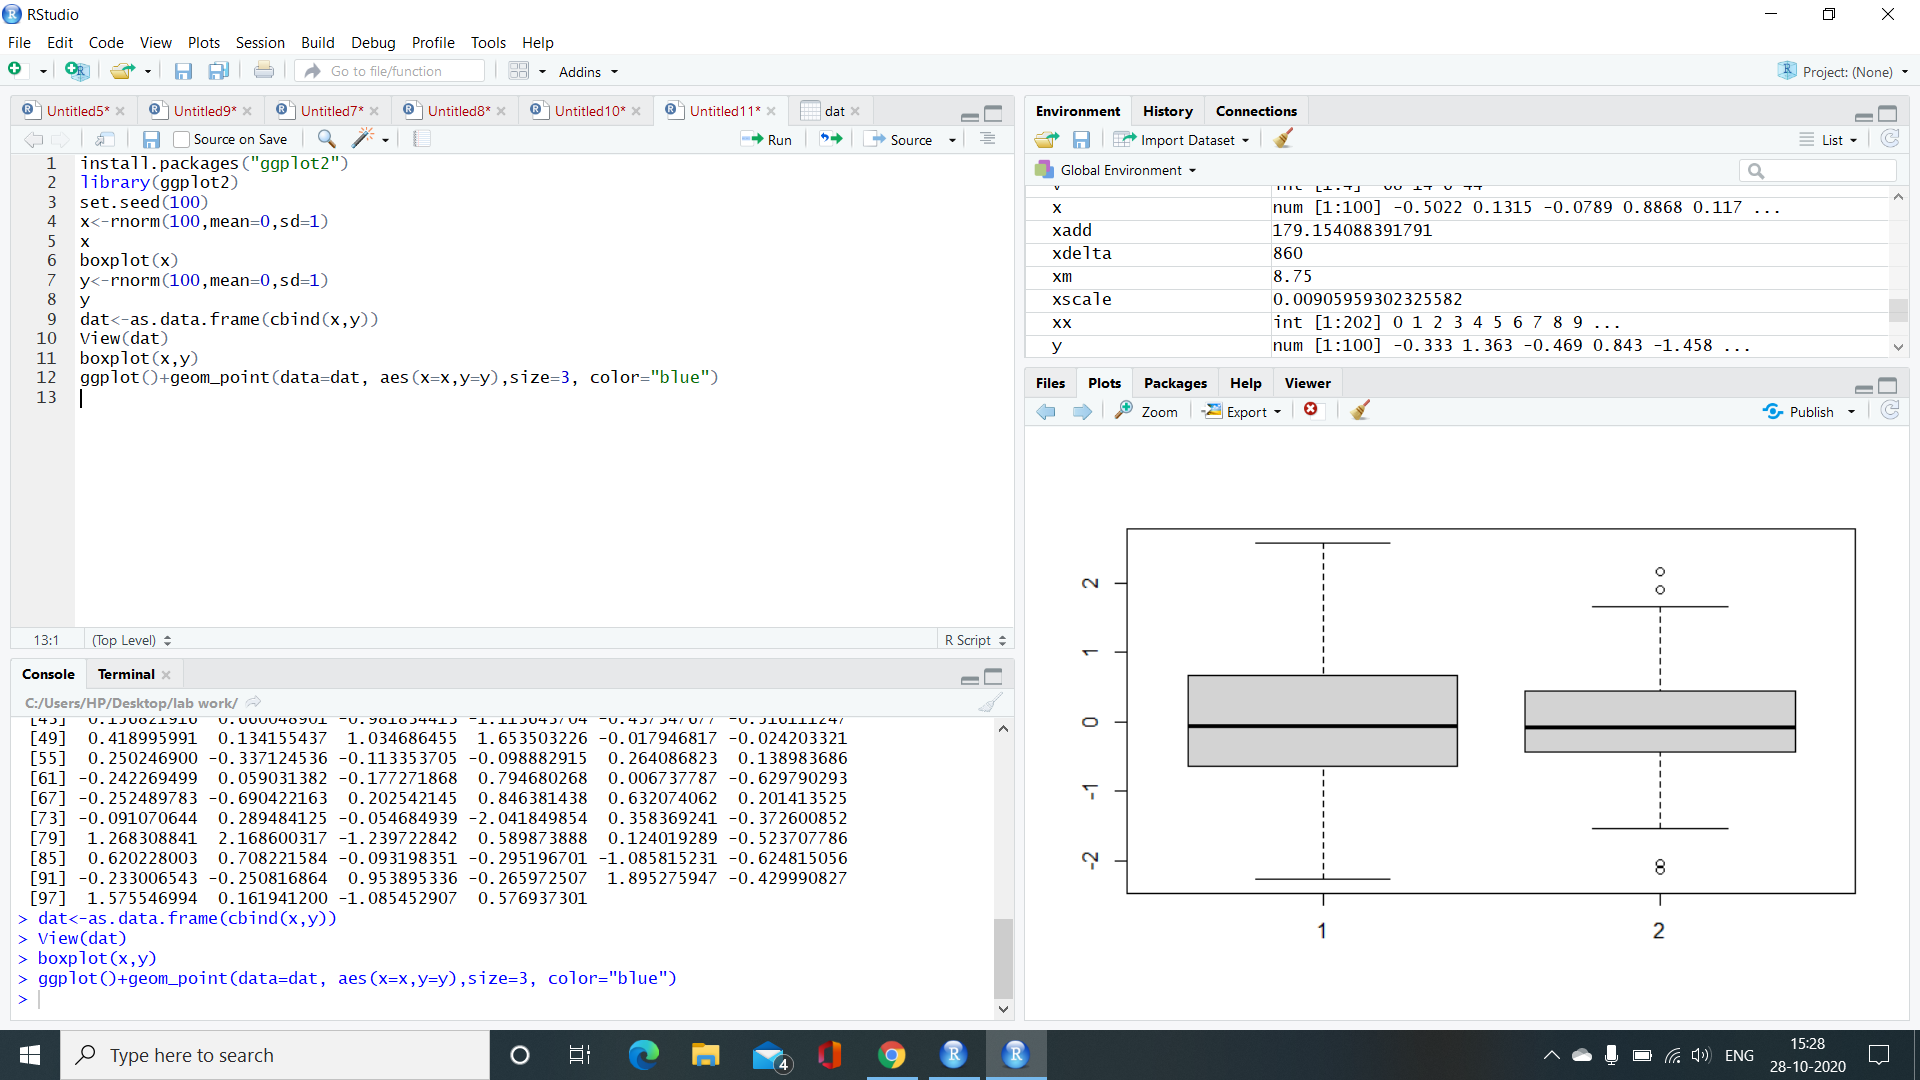 RStudio
File Edit Code View Plots Session Build Debug Profile Tools Help
Go to file/function Addins Project: (None)
Untitled5* Untitled9* Untitled7* Untitled8* Untitled10* Untitled11* dat
Source on Save Run Source
1 install.packages("ggplot2")
2 library(ggplot2)
3 set.seed(100)
4 x<-rnorm(100,mean=0,sd=1)
5 x
6 boxplot(x)
7 y<-rnorm(100,mean=0,sd=1)
8 y
9 dat<-as.data.frame(cbind(x,y))
10 View(dat)
11 boxplot(x,y)
12 ggplot()+geom_point(data=dat, aes(x=x,y=y),size=3, color="blue")
13
13:1 (Top Level) R Script
Console Terminal
C:/Users/HP/Desktop/lab work/
[49] 0.418995991 0.134155437 1.034686455 1.653503226 -0.017946817 -0.024203321
[55] 0.250246900 -0.337124536 -0.113353705 -0.098882915 0.264086823 0.138983686
[61] -0.242269499 0.059031382 -0.177271868 0.794680268 0.006737787 -0.629790293
[67] -0.252489783 -0.690422163 0.202542145 0.846381438 0.632074062 0.201413525
[73] -0.091070644 0.289484125 -0.054684939 -2.041849854 0.358369241 -0.372600852
[79] 1.268308841 2.168600317 -1.239722842 0.589873888 0.124019289 -0.523707786
[85] 0.620228003 0.708221584 -0.093198351 -0.295196701 -1.085815231 -0.624815056
[91] -0.233006543 -0.250816864 0.953895336 -0.265972507 1.895275947 -0.429990827
[97] 1.575546994 0.161941200 -1.085452907 0.576937301
> dat<-as.data.frame(cbind(x,y))
> View(dat)
> boxplot(x,y)
> ggplot()+geom_point(data=dat, aes(x=x,y=y),size=3, color="blue")
>
Environment History Connections
Import Dataset List
Global Environment
x num [1:100] -0.5022 0.1315 -0.0789 0.8868 0.117 ...
xadd 179.154088391791
xdelta 860
xm 8.75
xscale 0.00905959302325582
xx int [1:202] 0 1 2 3 4 5 6 7 8 9 ...
y num [1:100] -0.333 1.363 -0.469 0.843 -1.458 ...
Files Plots Packages Help Viewer
Zoom Export Publish
2
1
0
-1
-2
1 2
Type here to search
4
ENG
15:28
28-10-2020